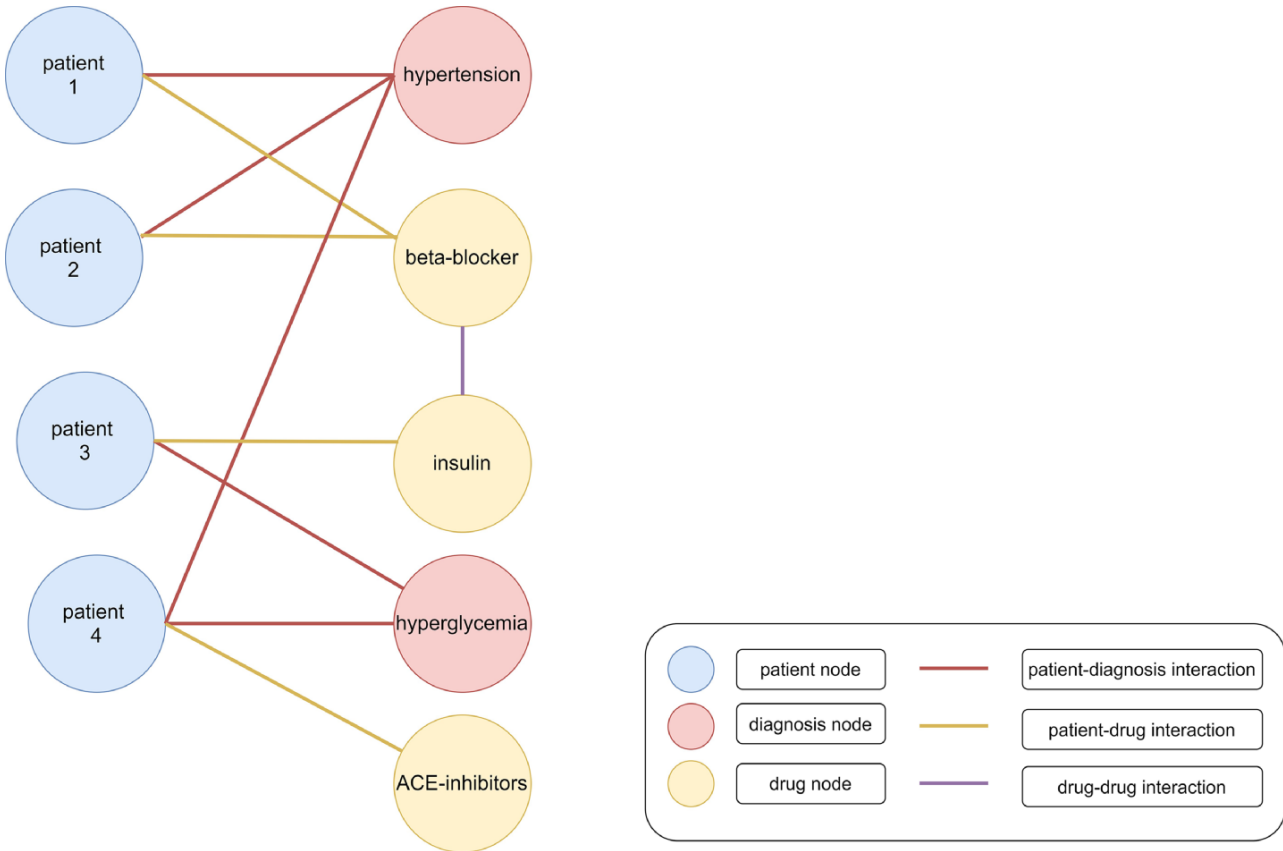 patient
1
hypertension
patient
2
beta-blocker
patient
3
insulin
patient
4
hyperglycemia
ACE-inhibitors
patient node
patient-diagnosis interaction
diagnosis node
patient-drug interaction
drug node
drug-drug interaction